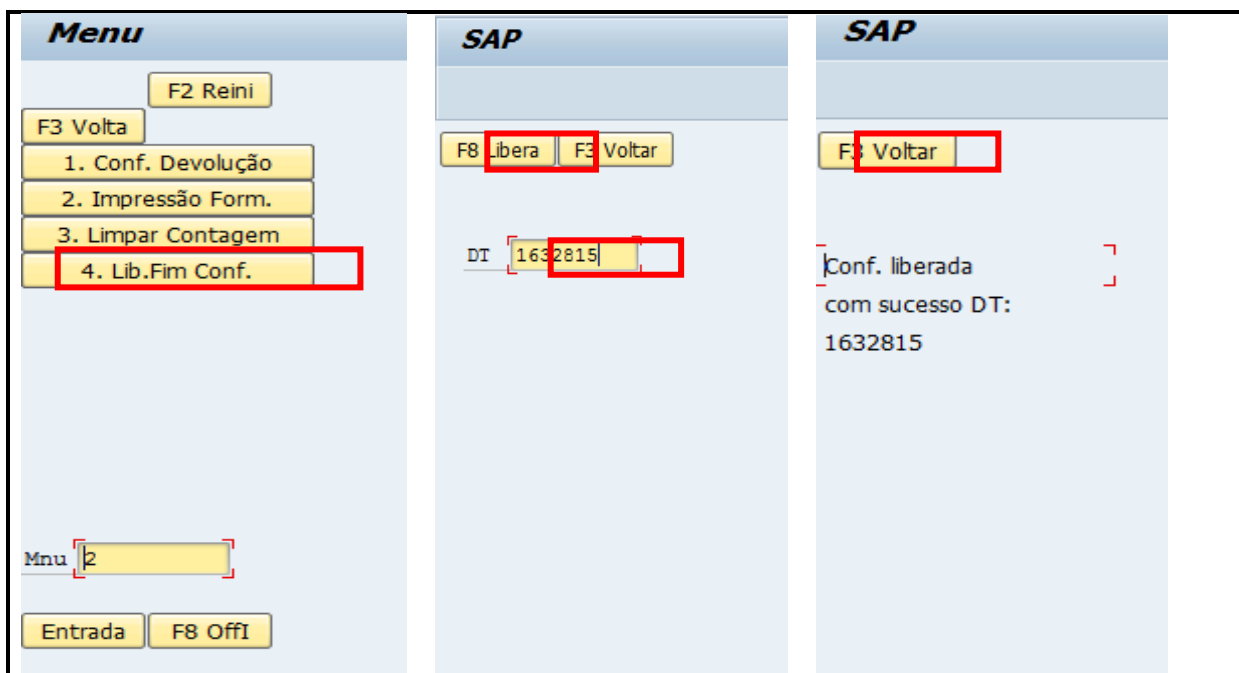 Menu
F2 Reini
F3 Volta
1. Conf. Devolução
2. Impressão Form.
3. Limpar Contagem
4. Lib.Fim Conf.
Mnu 2
Entrada F8 OffI
SAP
F8 Libera F3 Voltar
DT 1632815
SAP
F3 Voltar
Conf. liberada
com sucesso DT:
1632815